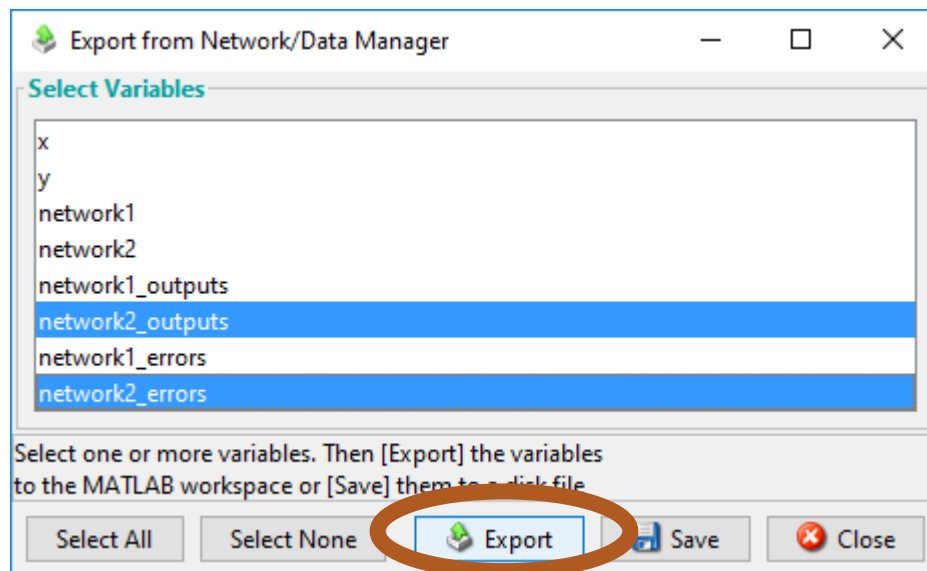 Export from Network/Data Manager
Select Variables
x
y
network1
network2
network1_outputs
network2_outputs
network1_errors
network2_errors
Select one or more variables. Then [Export] the variables
to the MATLAB workspace or [Save] them to a disk file
Select All
Select None
Export
Save
Close